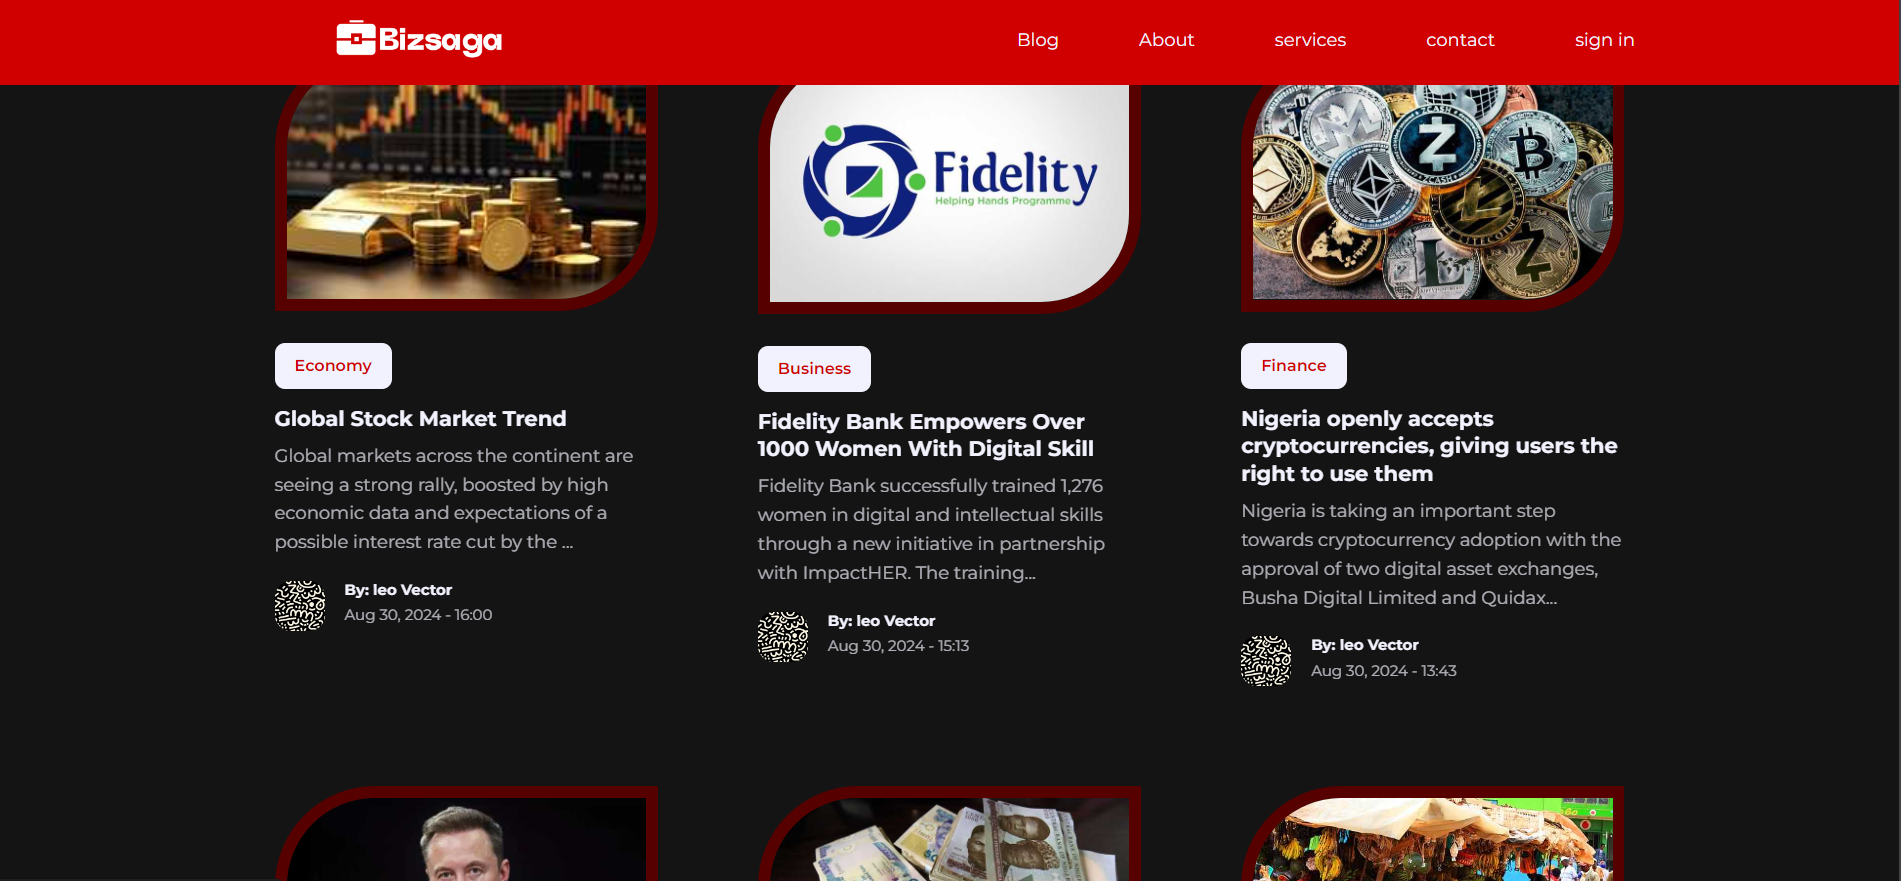 Bizsaga
Blog
About
services
contact
sign in
Fidelity
Helping Hands Programme
ZCASH
Economy
Global Stock Market Trend
Global markets across the continent are
seeing a strong rally, boosted by high
economic data and expectations of a
possible interest rate cut by the ...
By: leo Vector
Aug 30, 2024 - 16:00
Business
Fidelity Bank Empowers Over
1000 Women With Digital Skill
Fidelity Bank successfully trained 1,276
women in digital and intellectual skills
through a new initiative in partnership
with ImpactHER. The training...
By: leo Vector
Aug 30, 2024 - 15:13
Finance
Nigeria openly accepts
cryptocurrencies, giving users the
right to use them
Nigeria is taking an important step
towards cryptocurrency adoption with the
approval of two digital asset exchanges,
Busha Digital Limited and Quidax...
By: leo Vector
Aug 30, 2024 - 13:43